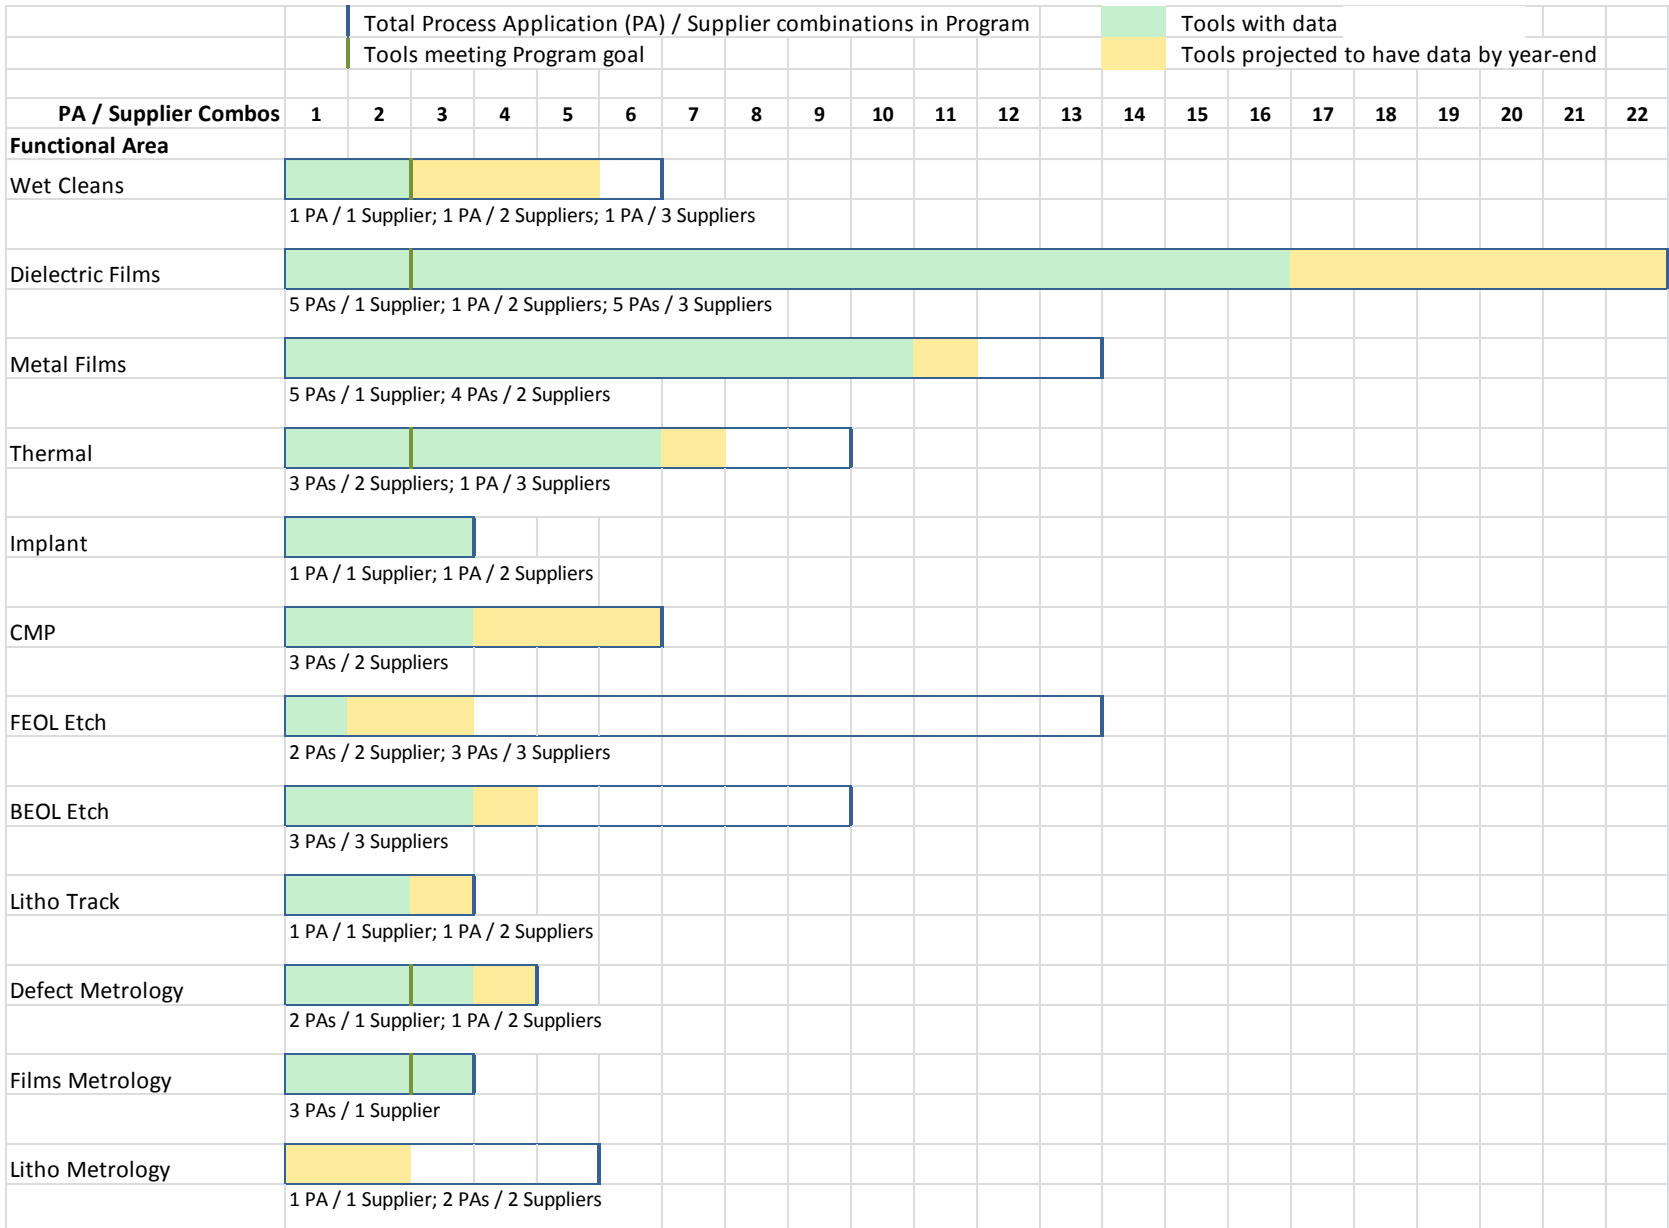 Total Process Application (PA) / Supplier combinations in Program Tools with data
Tools meeting Program goal Tools projected to have data by year-end
PA / Supplier Combos 1 2 3 4 5 6 7 8 9 10 11 12 13 14 15 16 17 18 19 20 21 22
Functional Area
Wet Cleans
1 PA / 1 Supplier; 1 PA / 2 Suppliers; 1 PA / 3 Suppliers
Dielectric Films
5 PAs / 1 Supplier; 1 PA / 2 Suppliers; 5 PAs / 3 Suppliers
Metal Films
5 PAs / 1 Supplier; 4 PAs / 2 Suppliers
Thermal
3 PAs / 2 Suppliers; 1 PA / 3 Suppliers
Implant
1 PA / 1 Supplier; 1 PA / 2 Suppliers
CMP
3 PAs / 2 Suppliers
FEOL Etch
2 PAs / 2 Supplier; 3 PAs / 3 Suppliers
BEOL Etch
3 PAs / 3 Suppliers
Litho Track
1 PA / 1 Supplier; 1 PA / 2 Suppliers
Defect Metrology
2 PAs / 1 Supplier; 1 PA / 2 Suppliers
Films Metrology
3 PAs / 1 Supplier
Litho Metrology
1 PA / 1 Supplier; 2 PAs / 2 Suppliers